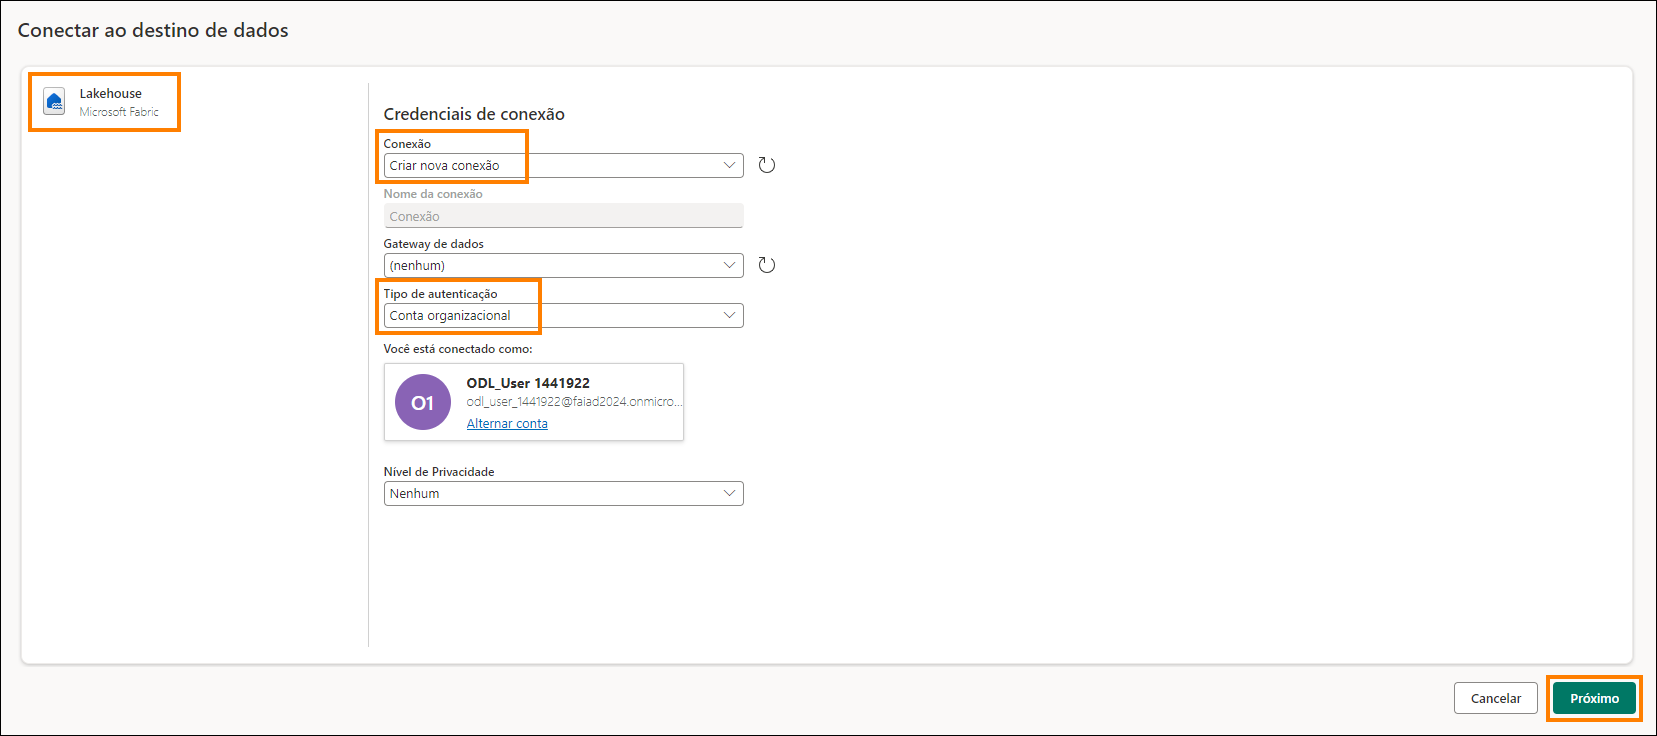 Conectar ao destino de dados
Lakehouse
Microsoft Fabric
Credenciais de conexão
Conexão
Criar nova conexão
Nome da conexão
Conexão
Gateway de dados
(nenhum)
Tipo de autenticação
Conta organizacional
Você está conectado como:
O1
ODL_User 1441922
odl_user_1441922@faiad2024.onmicro...
Alternar conta
Nível de Privacidade
Nenhum
Cancelar
Próximo